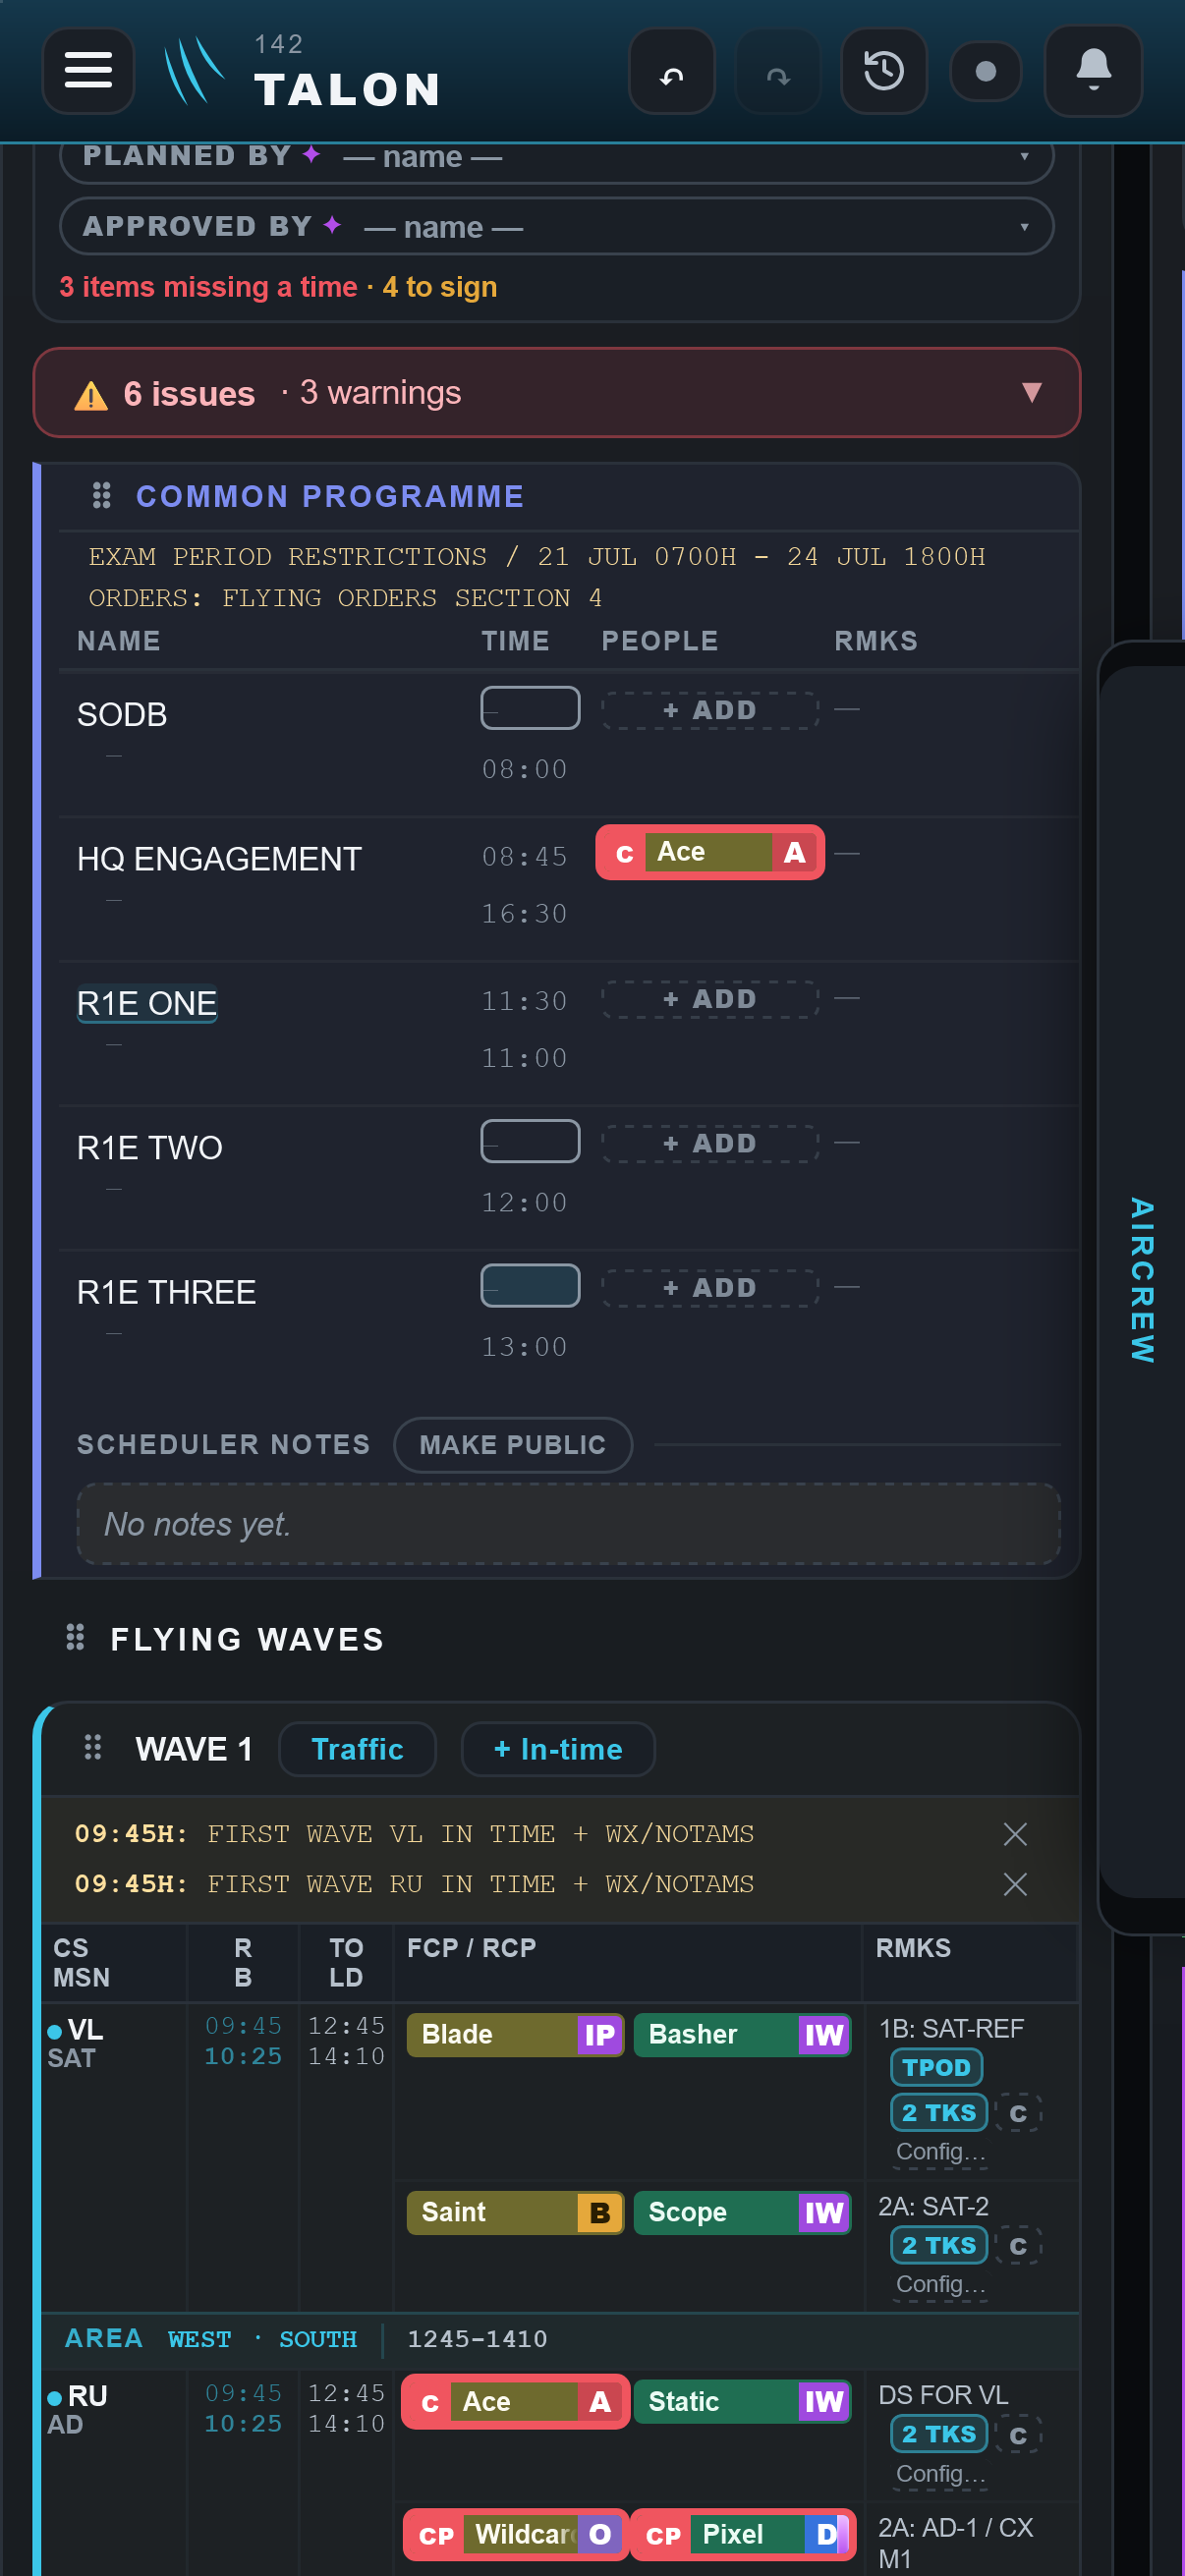 142
TALON
PLANNED BY ✦ — name —
APPROVED BY ✦ — name —
3 items missing a time · 4 to sign
6 issues · 3 warnings
COMMON PROGRAMME
EXAM PERIOD RESTRICTIONS / 21 JUL 0700H – 24 JUL 1800H
ORDERS: FLYING ORDERS SECTION 4
NAME TIME PEOPLE RMKS
SODB — + ADD —
— 08:00
HQ ENGAGEMENT 08:45 C Ace A —
— 16:30
R1E ONE 11:30 + ADD —
— 11:00
R1E TWO — + ADD —
— 12:00
R1E THREE — + ADD —
— 13:00
AIRCREW
SCHEDULER NOTES MAKE PUBLIC
No notes yet.
FLYING WAVES
WAVE 1 Traffic + In-time
09:45H: FIRST WAVE VL IN TIME + WX/NOTAMS
09:45H: FIRST WAVE RU IN TIME + WX/NOTAMS
CS R TO FCP / RCP RMKS
MSN B LD
VL 09:45 12:45 Blade IP Basher IW 1B: SAT-REF
SAT 10:25 14:10 TPOD
2 TKS C
Config...
Saint B Scope IW 2A: SAT-2
2 TKS C
Config...
AREA WEST · SOUTH 1245–1410
RU 09:45 12:45 C Ace A Static IW DS FOR VL
AD 10:25 14:10 2 TKS C
Config...
CP Wildcar O CP Pixel D 2A: AD-1 / CX
M1